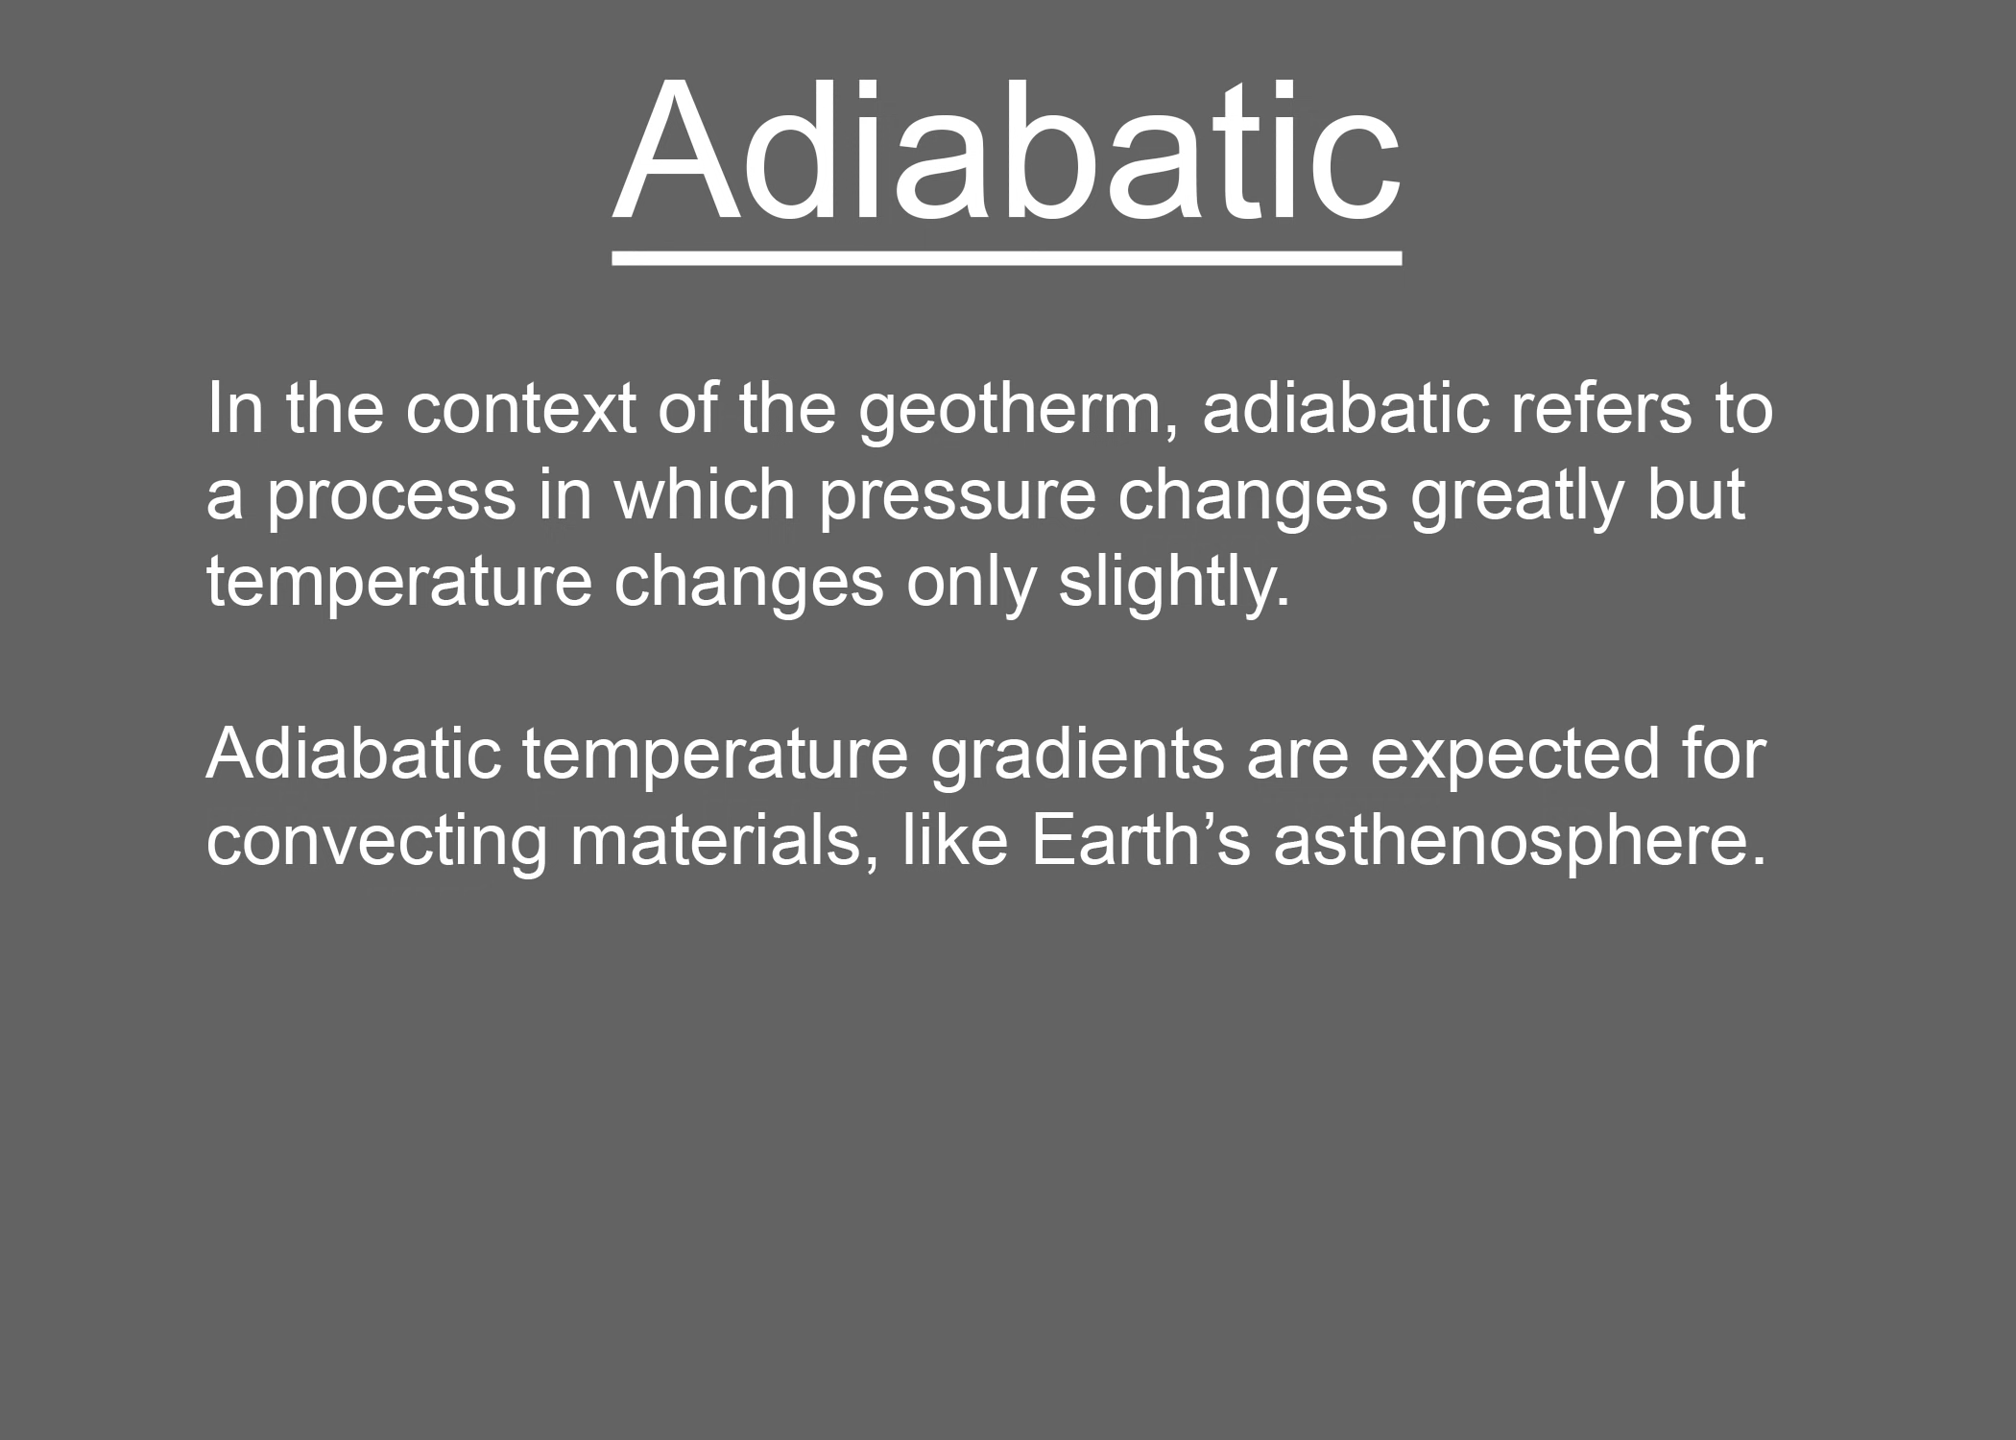 Adiabatic
In the context of the geotherm, adiabatic refers to
a process in which pressure changes greatly but
temperature changes only slightly.
Adiabatic temperature gradients are expected for
convecting materials, like Earth’s asthenosphere.